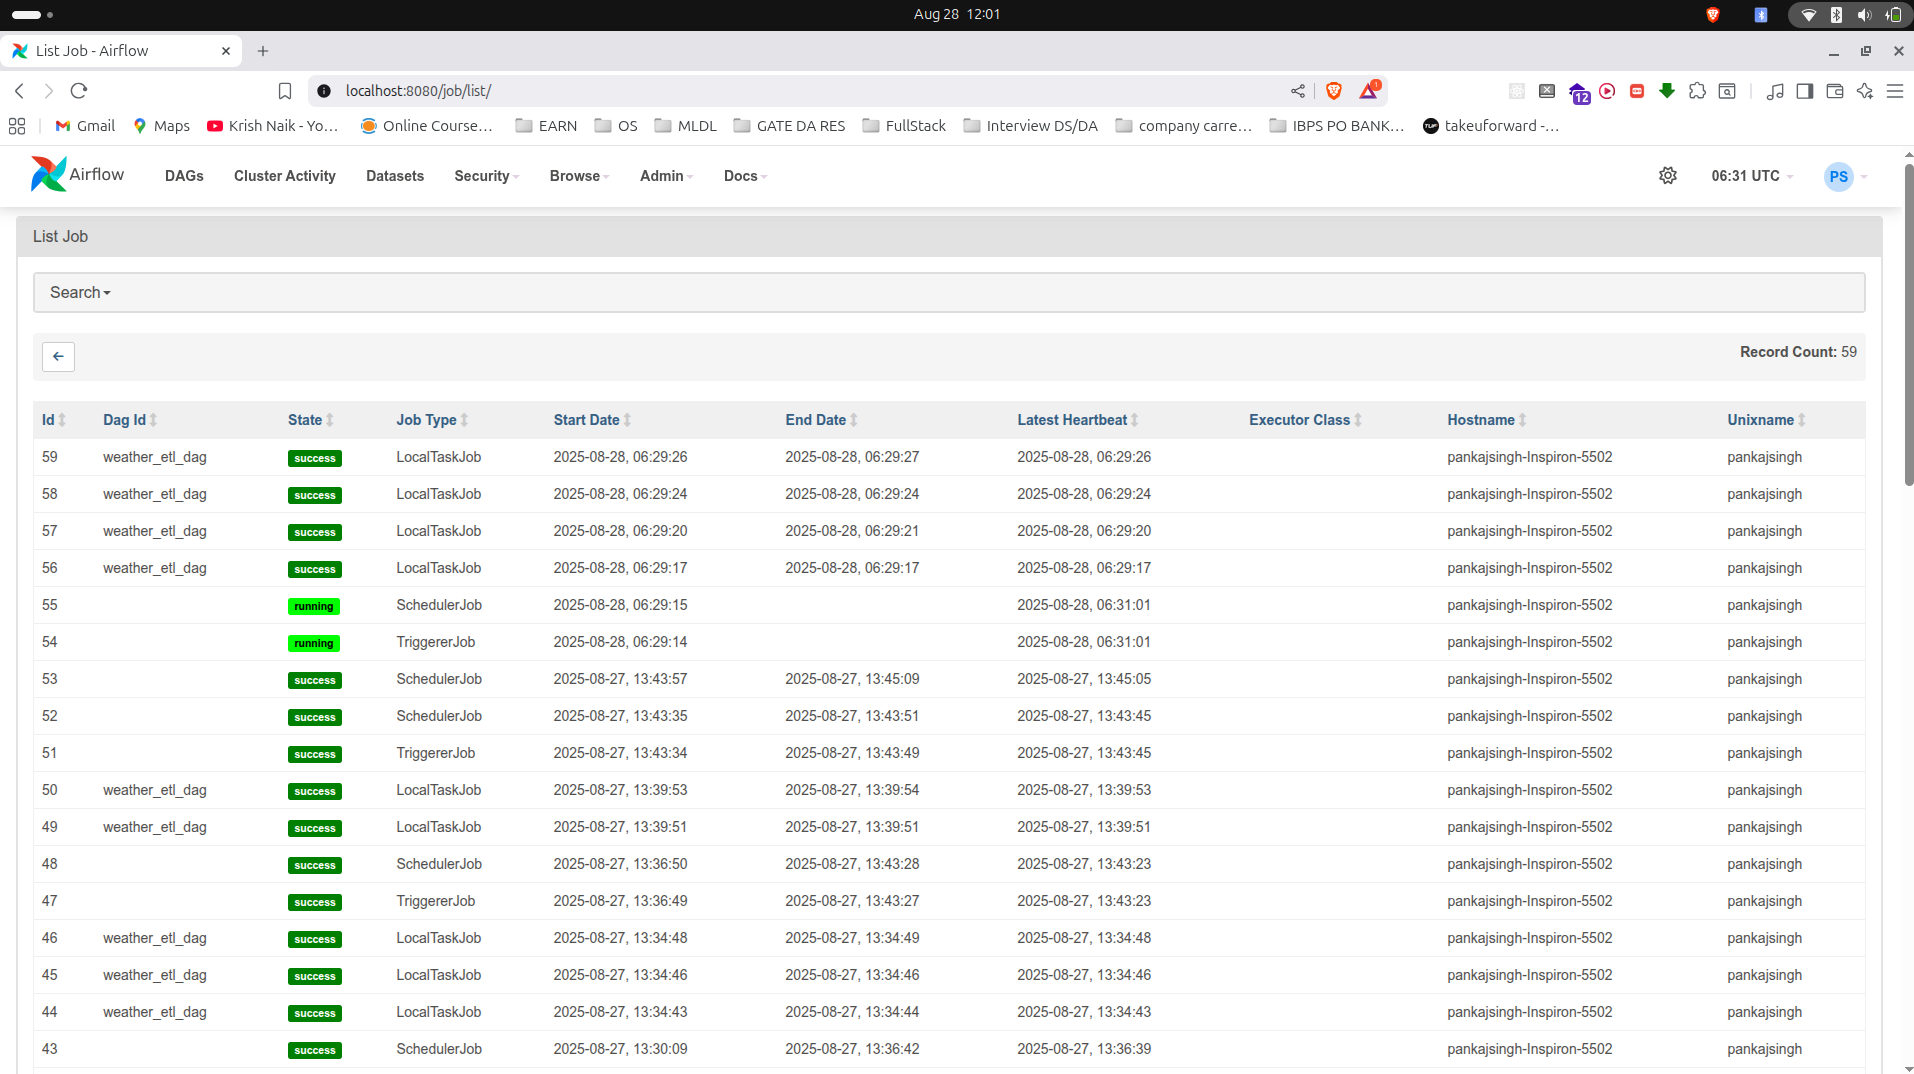 Aug 28 12:01
List Job - Airflow
localhost:8080/job/list/
1
12
Gmail Maps Krish Naik - Yo... Online Course... EARN OS MLDL GATE DA RES FullStack Interview DS/DA company carre... IBPS PO BANK... takeuforward -...
Airflow DAGs Cluster Activity Datasets Security Browse Admin Docs 06:31 UTC PS
List Job
Search
Record Count: 59
Id Dag Id State Job Type Start Date End Date Latest Heartbeat Executor Class Hostname Unixname
59 weather_etl_dag success LocalTaskJob 2025-08-28, 06:29:26 2025-08-28, 06:29:27 2025-08-28, 06:29:26 pankajsingh-Inspiron-5502 pankajsingh
58 weather_etl_dag success LocalTaskJob 2025-08-28, 06:29:24 2025-08-28, 06:29:24 2025-08-28, 06:29:24 pankajsingh-Inspiron-5502 pankajsingh
57 weather_etl_dag success LocalTaskJob 2025-08-28, 06:29:20 2025-08-28, 06:29:21 2025-08-28, 06:29:20 pankajsingh-Inspiron-5502 pankajsingh
56 weather_etl_dag success LocalTaskJob 2025-08-28, 06:29:17 2025-08-28, 06:29:17 2025-08-28, 06:29:17 pankajsingh-Inspiron-5502 pankajsingh
55 running SchedulerJob 2025-08-28, 06:29:15 2025-08-28, 06:31:01 pankajsingh-Inspiron-5502 pankajsingh
54 running TriggererJob 2025-08-28, 06:29:14 2025-08-28, 06:31:01 pankajsingh-Inspiron-5502 pankajsingh
53 success SchedulerJob 2025-08-27, 13:43:57 2025-08-27, 13:45:09 2025-08-27, 13:45:05 pankajsingh-Inspiron-5502 pankajsingh
52 success SchedulerJob 2025-08-27, 13:43:35 2025-08-27, 13:43:51 2025-08-27, 13:43:45 pankajsingh-Inspiron-5502 pankajsingh
51 success TriggererJob 2025-08-27, 13:43:34 2025-08-27, 13:43:49 2025-08-27, 13:43:45 pankajsingh-Inspiron-5502 pankajsingh
50 weather_etl_dag success LocalTaskJob 2025-08-27, 13:39:53 2025-08-27, 13:39:54 2025-08-27, 13:39:53 pankajsingh-Inspiron-5502 pankajsingh
49 weather_etl_dag success LocalTaskJob 2025-08-27, 13:39:51 2025-08-27, 13:39:51 2025-08-27, 13:39:51 pankajsingh-Inspiron-5502 pankajsingh
48 success SchedulerJob 2025-08-27, 13:36:50 2025-08-27, 13:43:28 2025-08-27, 13:43:23 pankajsingh-Inspiron-5502 pankajsingh
47 success TriggererJob 2025-08-27, 13:36:49 2025-08-27, 13:43:27 2025-08-27, 13:43:23 pankajsingh-Inspiron-5502 pankajsingh
46 weather_etl_dag success LocalTaskJob 2025-08-27, 13:34:48 2025-08-27, 13:34:49 2025-08-27, 13:34:48 pankajsingh-Inspiron-5502 pankajsingh
45 weather_etl_dag success LocalTaskJob 2025-08-27, 13:34:46 2025-08-27, 13:34:46 2025-08-27, 13:34:46 pankajsingh-Inspiron-5502 pankajsingh
44 weather_etl_dag success LocalTaskJob 2025-08-27, 13:34:43 2025-08-27, 13:34:44 2025-08-27, 13:34:43 pankajsingh-Inspiron-5502 pankajsingh
43 success SchedulerJob 2025-08-27, 13:30:09 2025-08-27, 13:36:42 2025-08-27, 13:36:39 pankajsingh-Inspiron-5502 pankajsingh